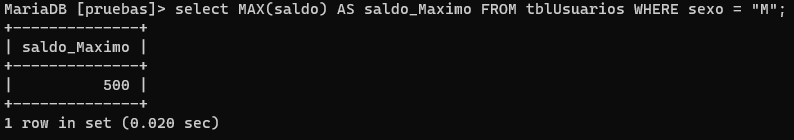 MariaDB [pruebas]> select MAX(saldo) AS saldo_Maximo FROM tblUsuarios WHERE sexo = "M";
+--------------+
| saldo_Maximo |
+--------------+
|          500 |
+--------------+
1 row in set (0.020 sec)